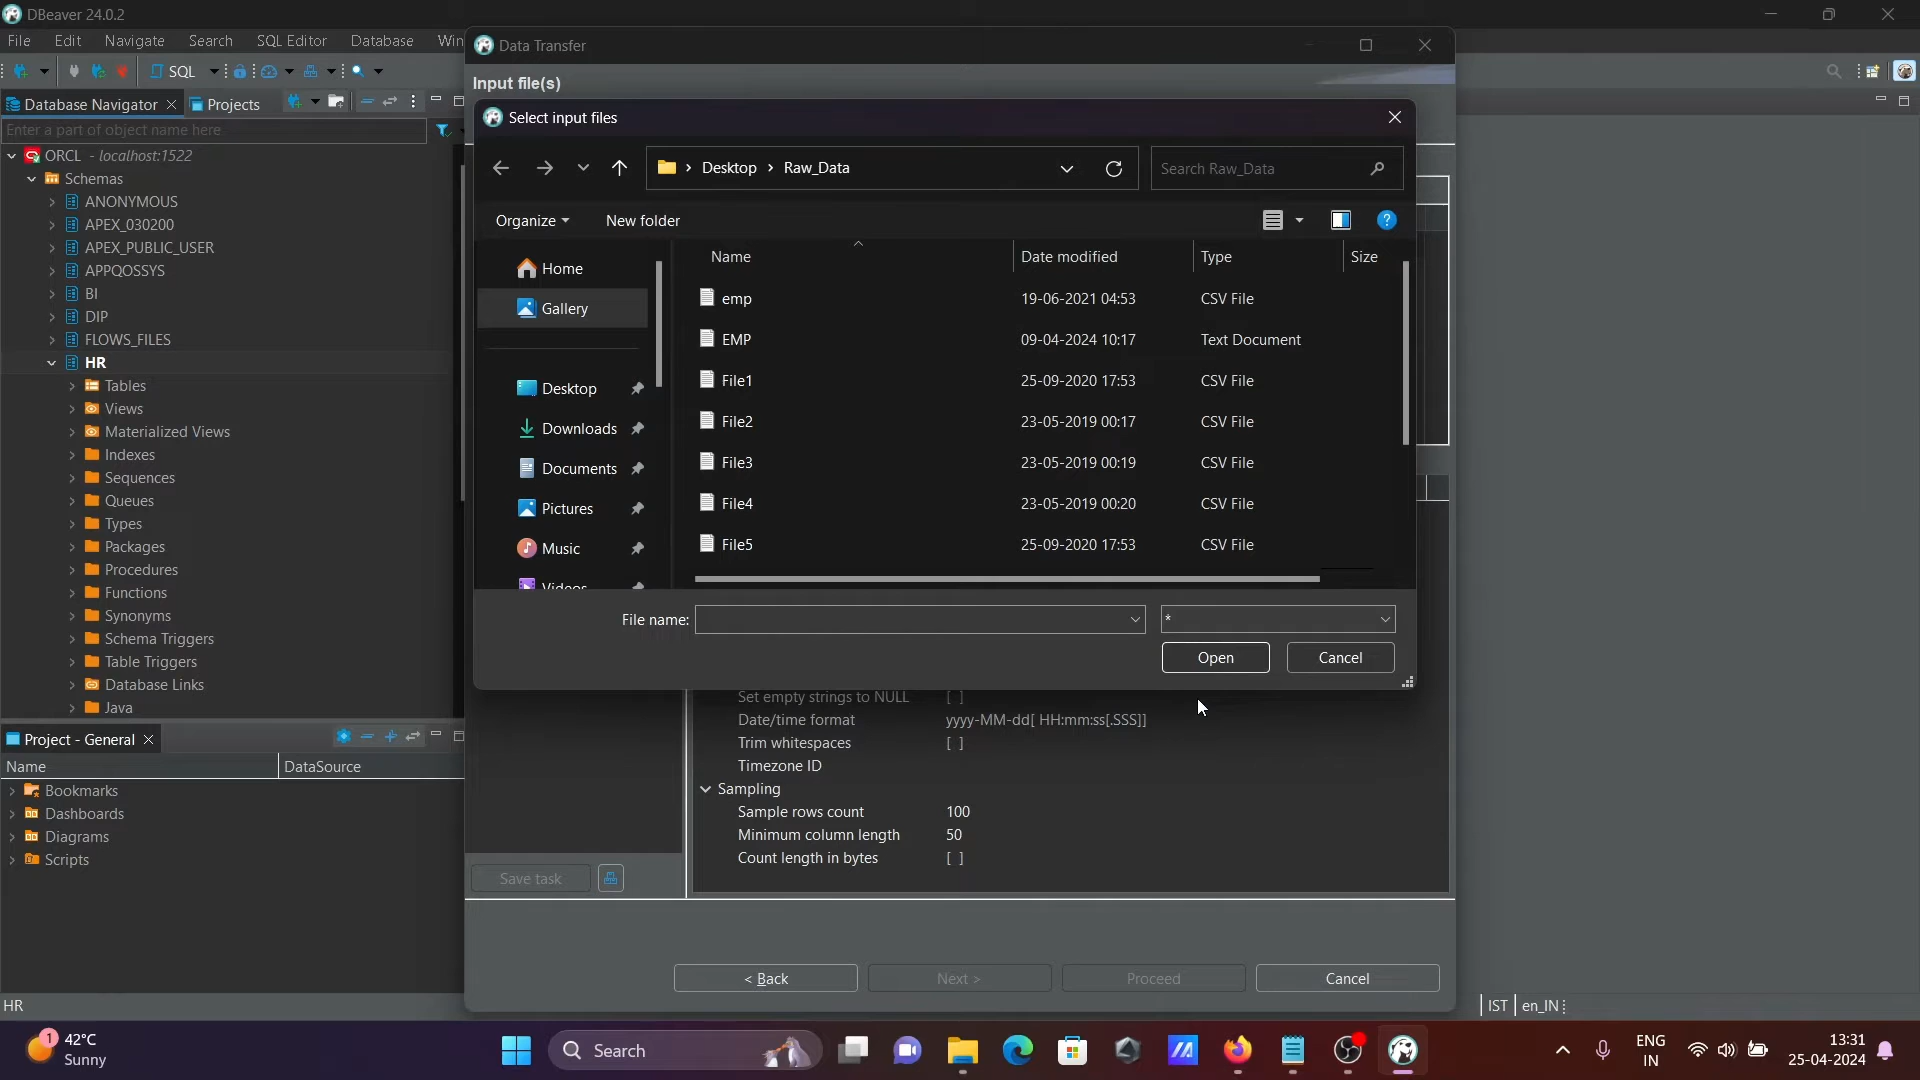 DBeaver 24.0.2
File Edit Navigate Search SQL Editor Database Win
SQL
Database Navigator Projects
Enter a part of object name here
ORCL - localhost:1522
Schemas
ANONYMOUS
APEX_030200
APEX_PUBLIC_USER
APPQOSSYS
BI
DIP
FLOWS_FILES
HR
Tables
Views
Materialized Views
Indexes
Sequences
Queues
Types
Packages
Procedures
Functions
Synonyms
Schema Triggers
Table Triggers
Database Links
Java
Project - General
Name DataSource
Bookmarks
Dashboards
Diagrams
Scripts
HR
Data Transfer
Input file(s)
Select input files
Desktop > Raw_Data
Search Raw_Data
Organize New folder
Home
Gallery
Desktop
Downloads
Documents
Pictures
Music
Videos
Name Date modified Type Size
emp 19-06-2021 04:53 CSV File
EMP 09-04-2024 10:17 Text Document
File1 25-09-2020 17:53 CSV File
File2 23-05-2019 00:17 CSV File
File3 23-05-2019 00:19 CSV File
File4 23-05-2019 00:20 CSV File
File5 25-09-2020 17:53 CSV File
File name: *
Open Cancel
Set empty strings to NULL [ ]
Date/time format yyyy-MM-dd[ HH:mm:ss[.SSS]]
Trim whitespaces [ ]
Timezone ID
Sampling
Sample rows count 100
Minimum column length 50
Count length in bytes [ ]
Save task
< Back Next > Proceed Cancel
IST en_IN
1
42°C
Sunny
Search
ENG
IN
13:31
25-04-2024